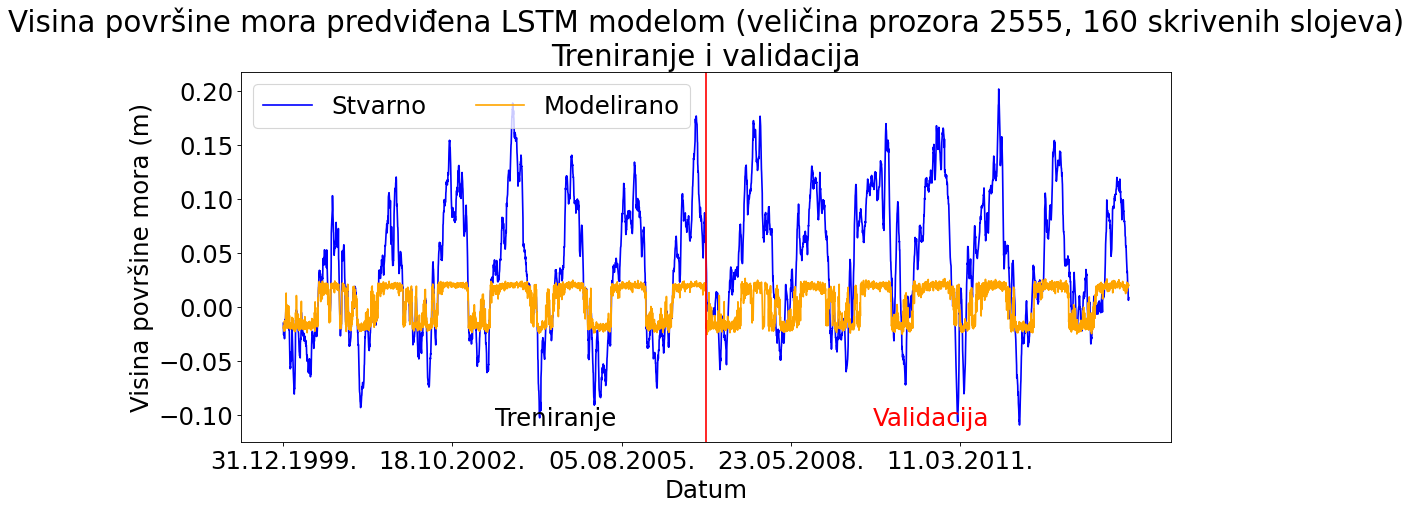 Visina površine mora predviđena LSTM modelom (veličina prozora 2555, 160 skrivenih slojeva)
Treniranje i validacija
Stvarno
Modelirano
Visina površine mora (m)
0.20
0.15
0.10
0.05
0.00
−0.05
−0.10
Treniranje
Validacija
31.12.1999.
18.10.2002.
05.08.2005.
23.05.2008.
11.03.2011.
Datum